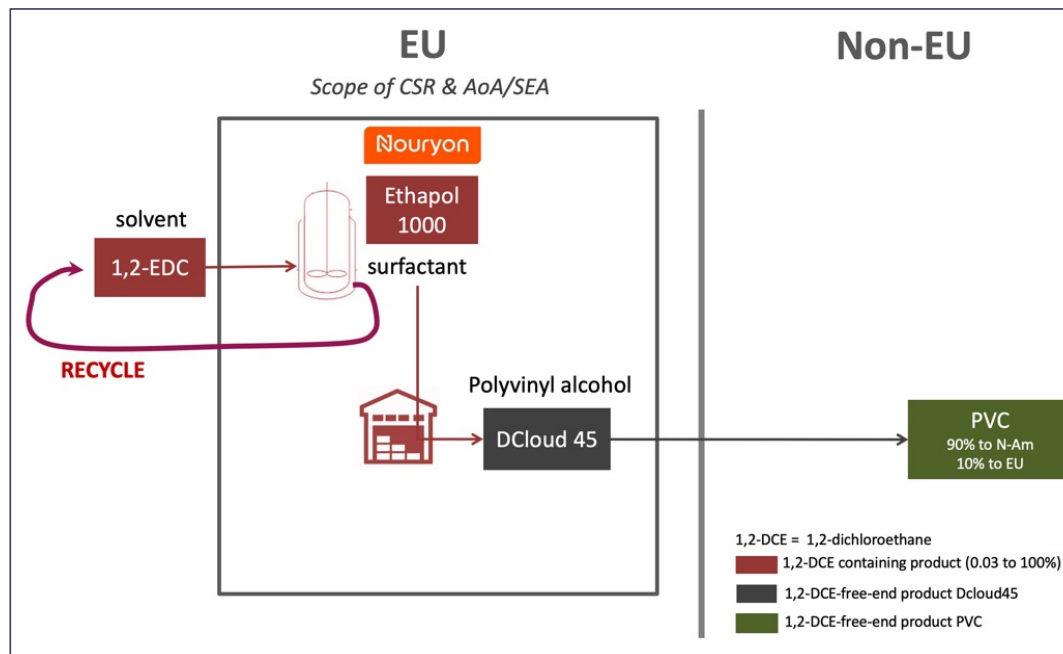 EU
Non-EU
Scope of CSR & AoA/SEA
Nouryon
Ethapol
1000
solvent
1,2-EDC
surfactant
RECYCLE
Polyvinyl alcohol
DCloud 45
PVC
90% to N-Am
10% to EU
1,2-DCE = 1,2-dichloroethane
1,2-DCE containing product (0.03 to 100%)
1,2-DCE-free-end product Dcloud45
1,2-DCE-free-end product PVC